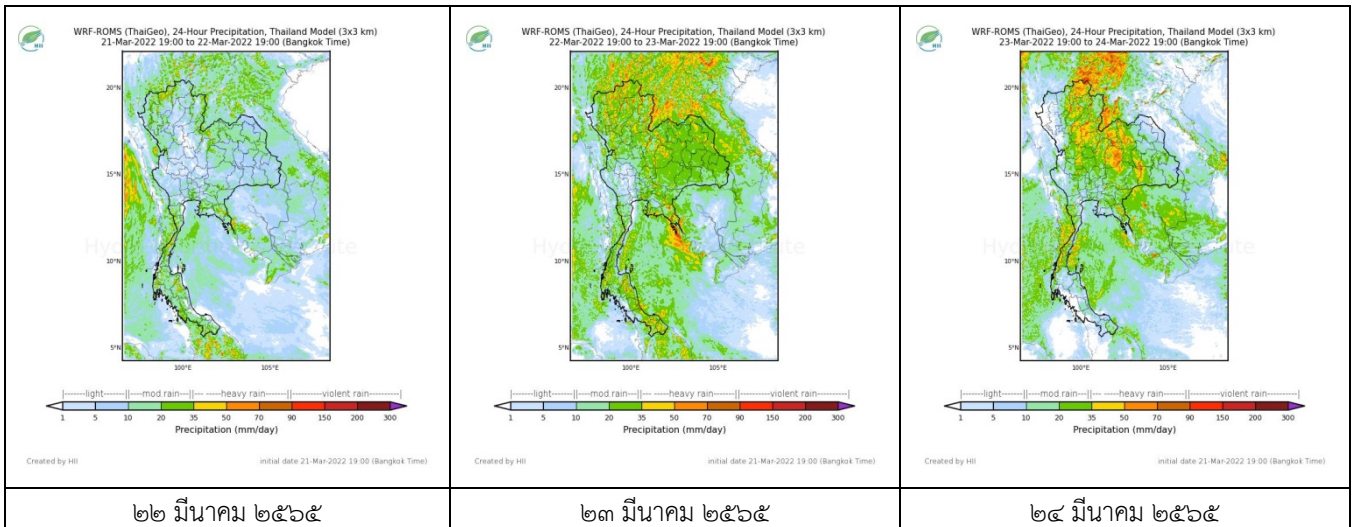 HII
WRF-ROMS (ThaiGeo), 24-Hour Precipitation, Thailand Model (3x3 km)
21-Mar-2022 19:00 to 22-Mar-2022 19:00 (Bangkok Time)
20°N
15°N
10°N
5°N
100°E
105°E
|-------light------||---mod.rain---||---- heavy rain----||------violent rain-------|
1 5 10 20 35 50 70 90 150 200 300
Precipitation (mm/day)
Created by HII
initial date 21-Mar-2022 19:00 (Bangkok Time)
๒๒ มีนาคม ๒๕๖๕
HII
WRF-ROMS (ThaiGeo), 24-Hour Precipitation, Thailand Model (3x3 km)
22-Mar-2022 19:00 to 23-Mar-2022 19:00 (Bangkok Time)
20°N
15°N
10°N
5°N
100°E
105°E
|-------light------||---mod.rain---||---- heavy rain----||------violent rain-------|
1 5 10 20 35 50 70 90 150 200 300
Precipitation (mm/day)
Created by HII
initial date 21-Mar-2022 19:00 (Bangkok Time)
๒๓ มีนาคม ๒๕๖๕
HII
WRF-ROMS (ThaiGeo), 24-Hour Precipitation, Thailand Model (3x3 km)
23-Mar-2022 19:00 to 24-Mar-2022 19:00 (Bangkok Time)
20°N
15°N
10°N
5°N
100°E
105°E
|-------light------||---mod.rain---||---- heavy rain----||------violent rain-------|
1 5 10 20 35 50 70 90 150 200 300
Precipitation (mm/day)
Created by HII
initial date 21-Mar-2022 19:00 (Bangkok Time)
๒๔ มีนาคม ๒๕๖๕